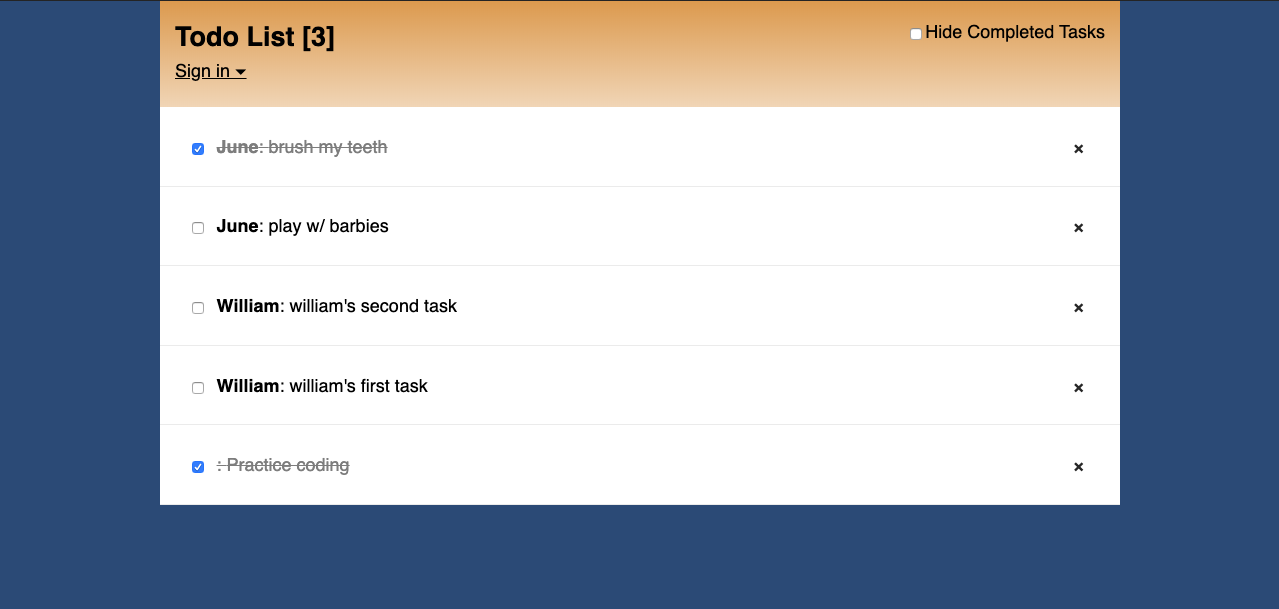 Todo List [3]
Hide Completed Tasks
Sign in
June: brush my teeth
June: play w/ barbies
William: william's second task
William: william's first task
: Practice coding